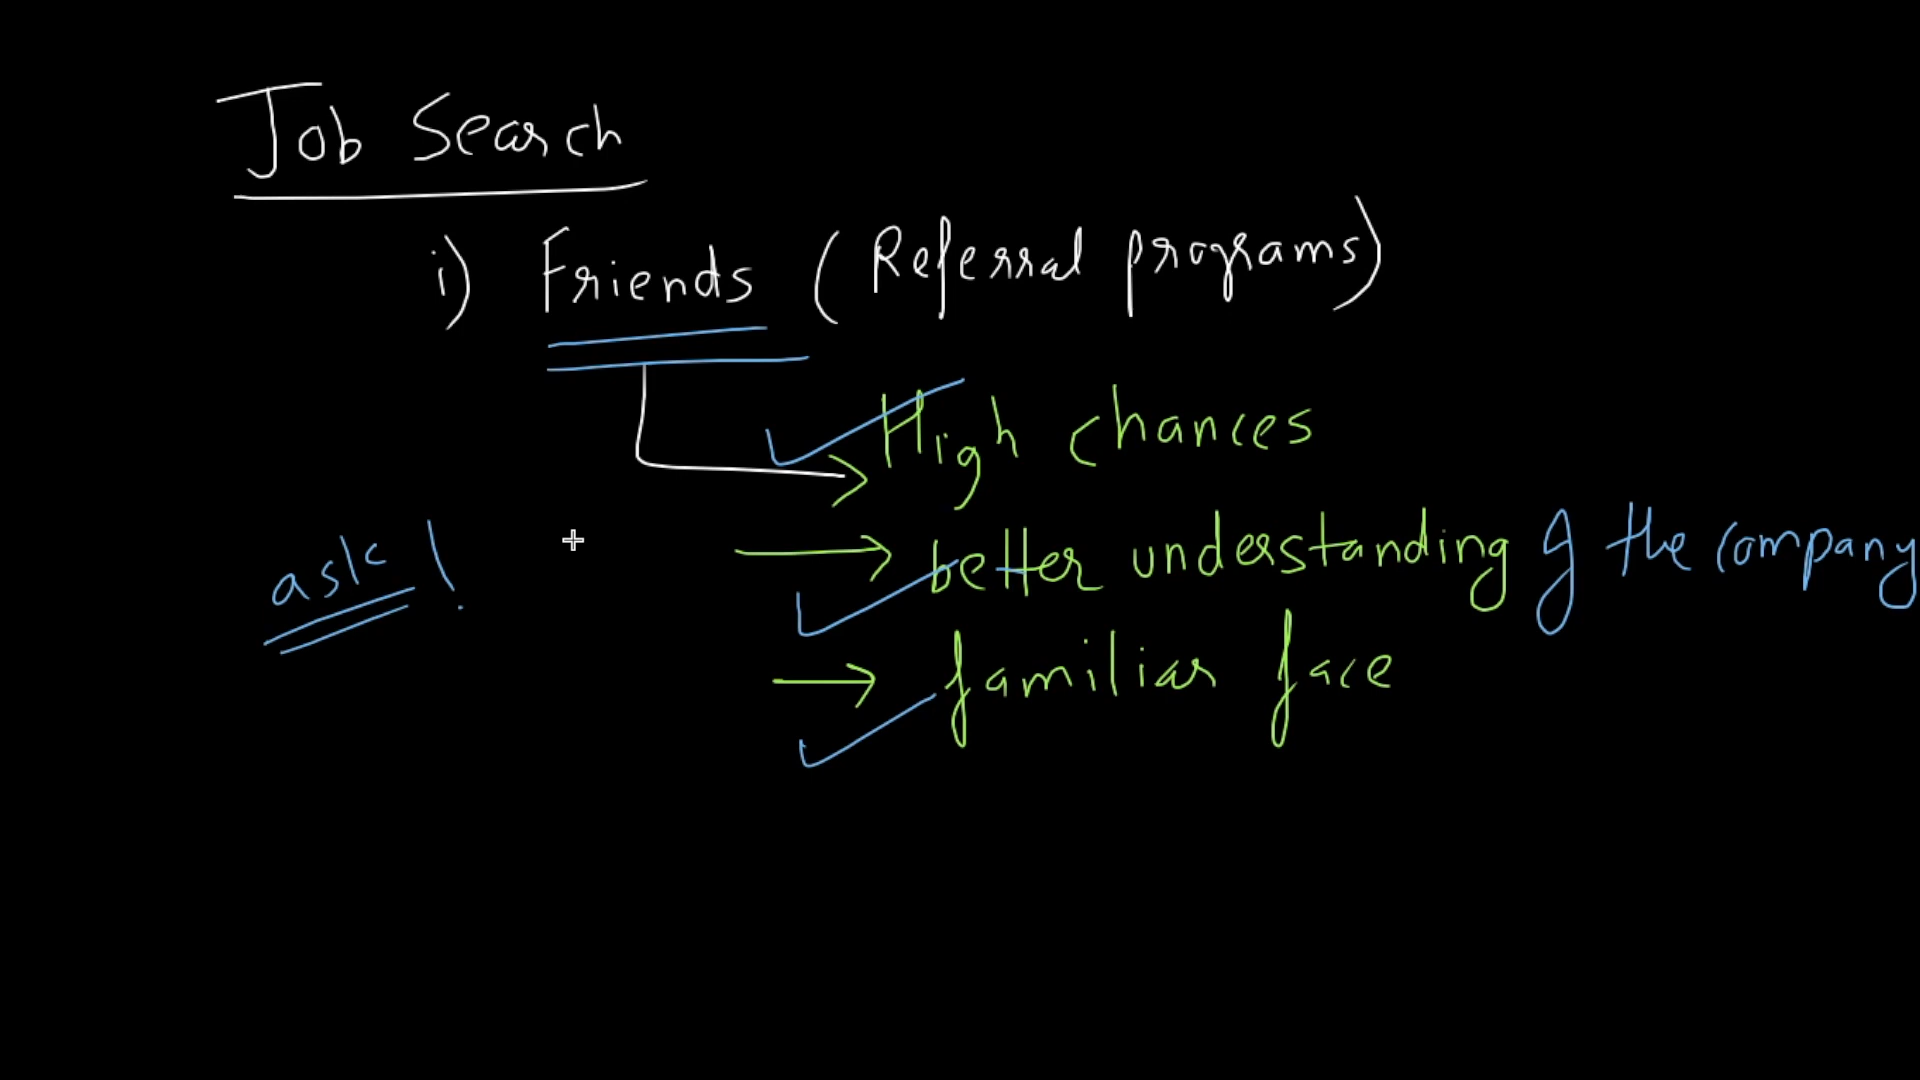 Job Search
i) Friends (Referral programs)
High chances
ask!
better understanding of the company
familiar face